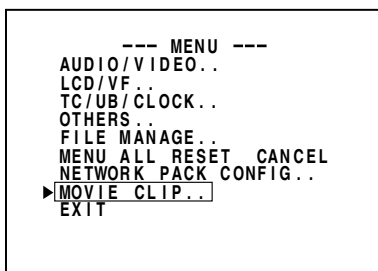 --- MENU ---
AUDIO/VIDEO..
LCD/VF..
TC/UB/CLOCK..
OTHERS..
FILE MANAGE..
MENU ALL RESET CANCEL
NETWORK PACK CONFIG..
MOVIE CLIP..
EXIT